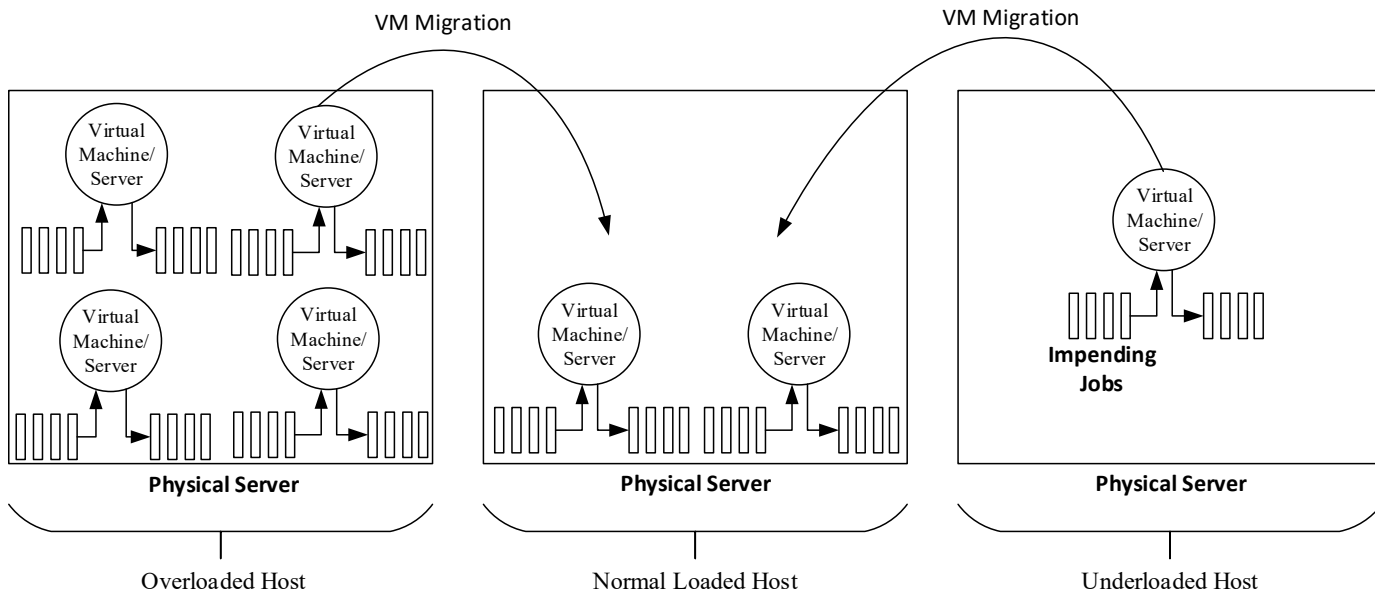 VM Migration
VM Migration
Virtual
Machine/
Server
Virtual
Machine/
Server
Virtual
Machine/
Server
Virtual
Machine/
Server
Physical Server
Overloaded Host
Virtual
Machine/
Server
Virtual
Machine/
Server
Physical Server
Normal Loaded Host
Virtual
Machine/
Server
Impending
Jobs
Physical Server
Underloaded Host